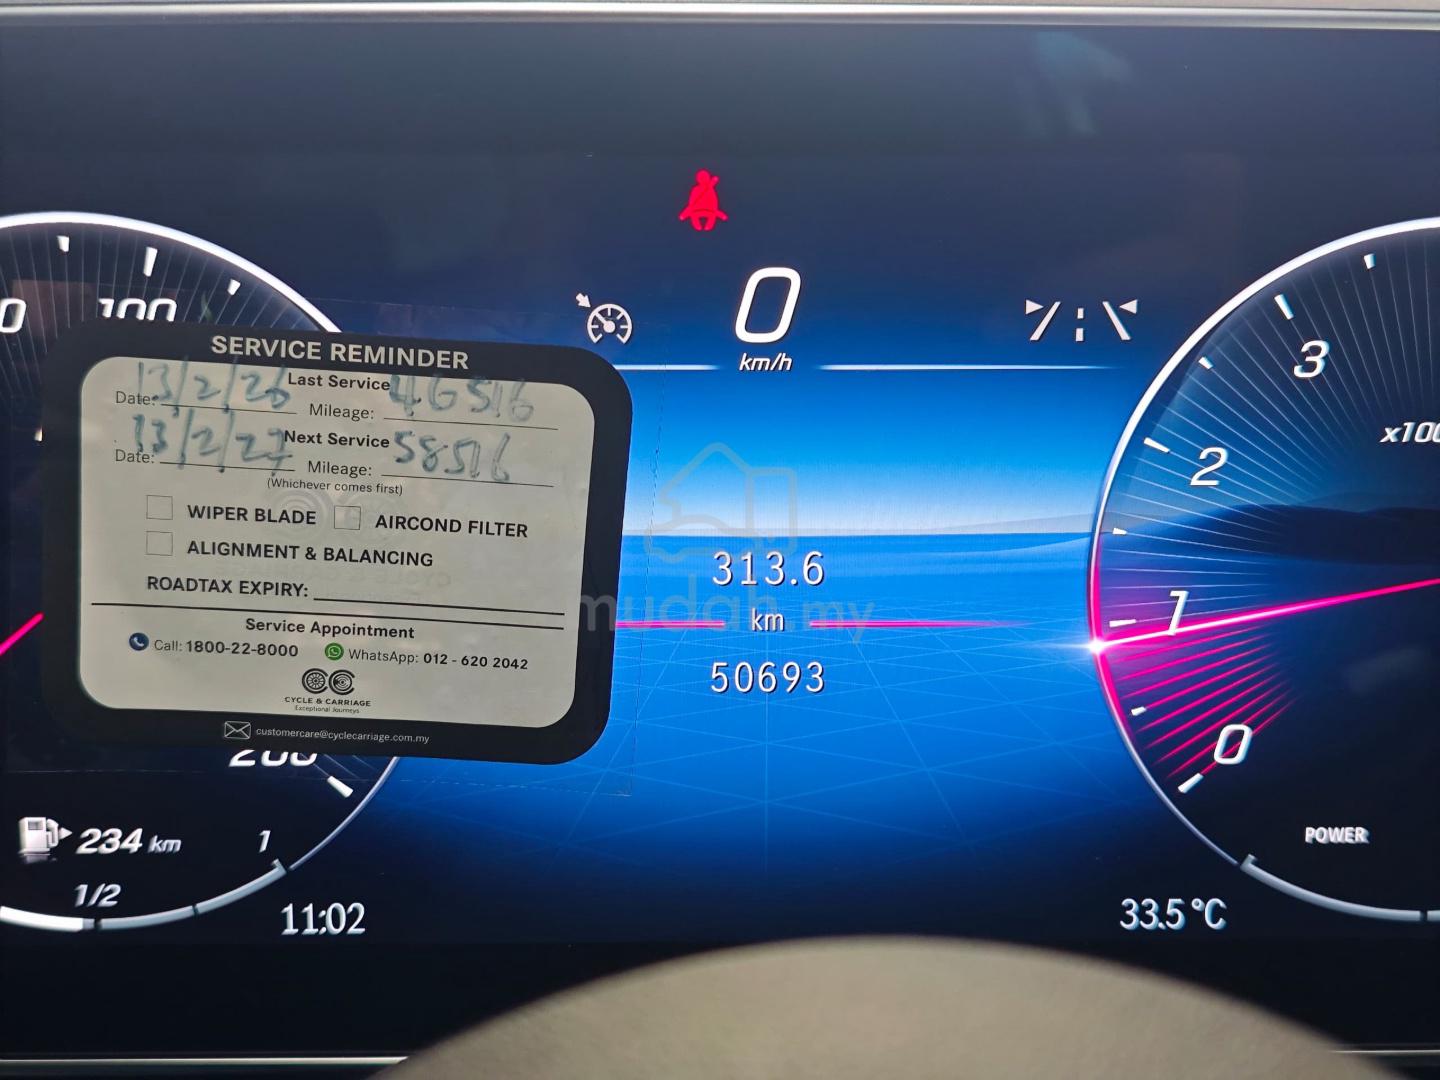 0
km/h
0
100
3
2
x100
1
0
POWER
SERVICE REMINDER
Last Service
Date: 13/2/26 Mileage: 46516
Next Service
Date: 13/2/27 Mileage: 58516
(Whichever comes first)
WIPER BLADE AIRCOND FILTER
ALIGNMENT & BALANCING
ROADTAX EXPIRY:
Service Appointment
Call: 1800-22-8000 WhatsApp: 012 - 620 2042
CYCLE & CARRIAGE
Exceptional Journeys
customercare@cyclecarriage.com.my
313.6
km
50693
mudah.my
260
234 km
1
1/2
11:02
33.5 °C